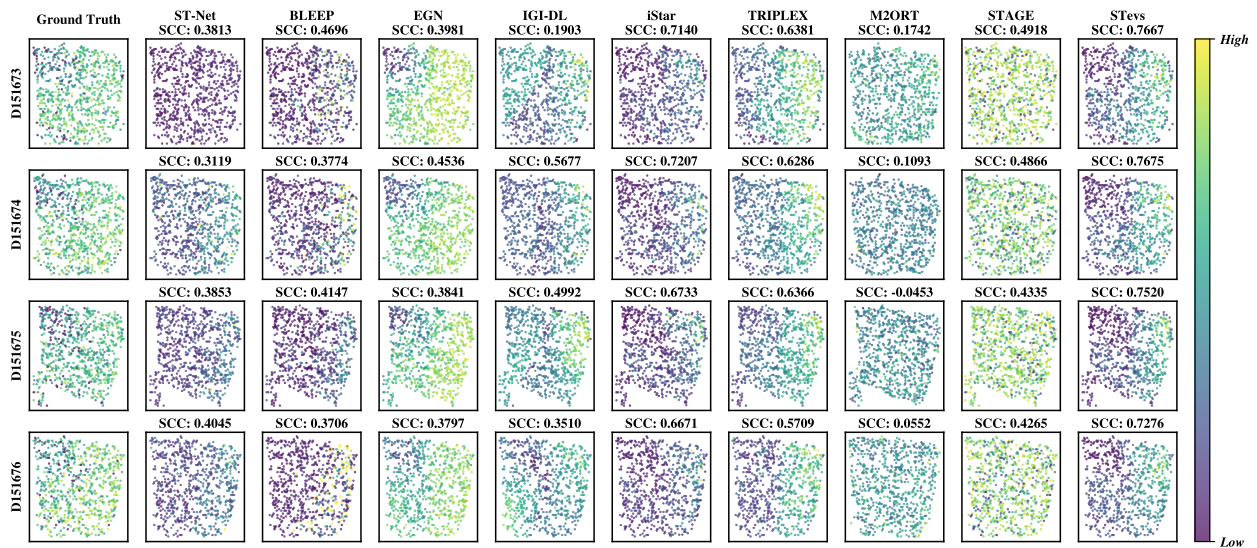 Ground Truth
ST-Net
SCC: 0.3813
BLEEP
SCC: 0.4696
EGN
SCC: 0.3981
IGI-DL
SCC: 0.1903
iStar
SCC: 0.7140
TRIPLEX
SCC: 0.6381
M2ORT
SCC: 0.1742
STAGE
SCC: 0.4918
STevs
SCC: 0.7667
High
D151673
SCC: 0.3119
SCC: 0.3774
SCC: 0.4536
SCC: 0.5677
SCC: 0.7207
SCC: 0.6286
SCC: 0.1093
SCC: 0.4866
SCC: 0.7675
D151674
SCC: 0.3853
SCC: 0.4147
SCC: 0.3841
SCC: 0.4992
SCC: 0.6733
SCC: 0.6366
SCC: -0.0453
SCC: 0.4335
SCC: 0.7520
D151675
SCC: 0.4045
SCC: 0.3706
SCC: 0.3797
SCC: 0.3510
SCC: 0.6671
SCC: 0.5709
SCC: 0.0552
SCC: 0.4265
SCC: 0.7276
D151676
Low